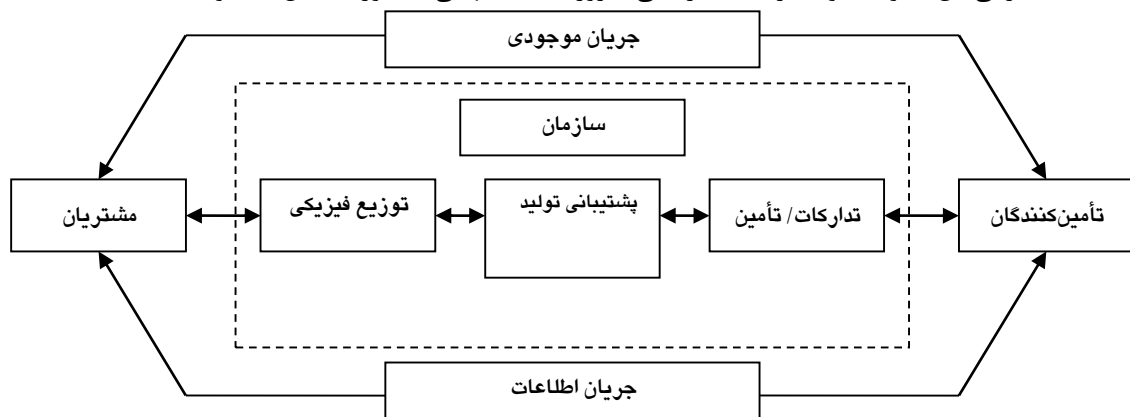 جریان موجودی
سازمان
تأمین‌کنندگان
تدارکات/ تأمین
پشتیبانی تولید
توزیع فیزیکی
مشتریان
جریان اطلاعات